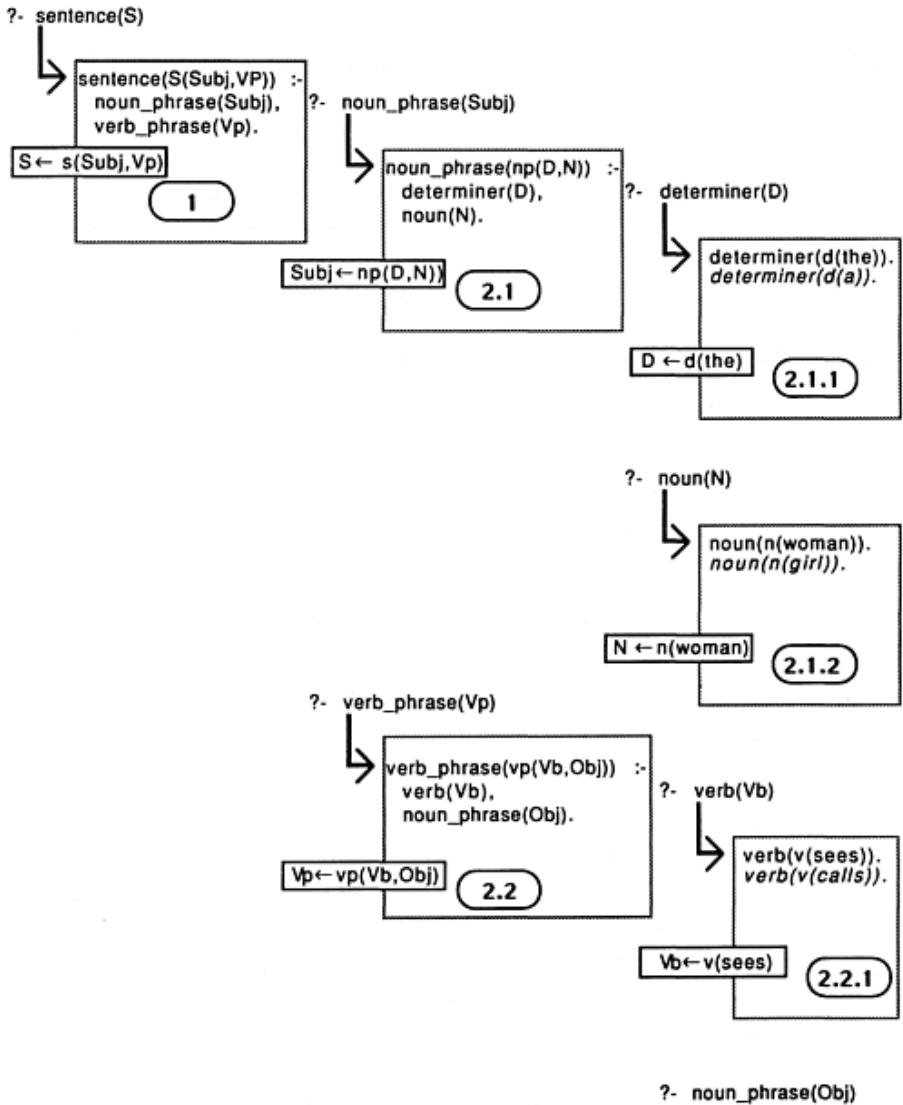 ?- sentence(S)
sentence(S(Subj,VP)) :-
noun_phrase(Subj),
verb_phrase(Vp).
S ← s(Subj,Vp)
1
?- noun_phrase(Subj)
noun_phrase(np(D,N)) :-
determiner(D),
noun(N).
Subj ← np(D,N))
2.1
?- determiner(D)
determiner(d(the)).
determiner(d(a)).
D ← d(the)
2.1.1
?- noun(N)
noun(n(woman)).
noun(n(girl)).
N ← n(woman)
2.1.2
?- verb_phrase(Vp)
verb_phrase(vp(Vb,Obj)) :-
verb(Vb),
noun_phrase(Obj).
Vp ← vp(Vb,Obj)
2.2
?- verb(Vb)
verb(v(sees)).
verb(v(calls)).
Vb ← v(sees)
2.2.1
?- noun_phrase(Obj)